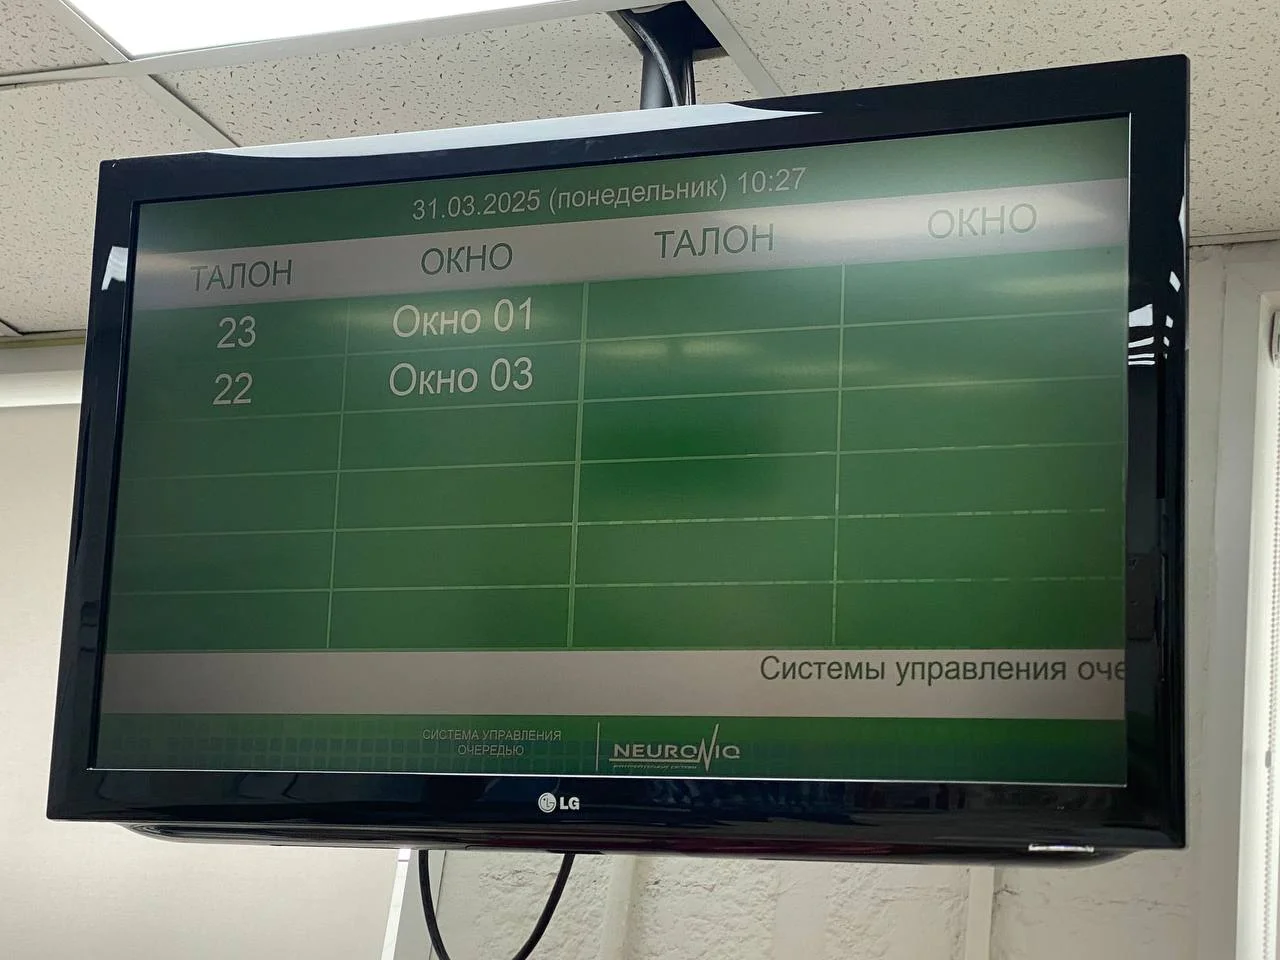 31.03.2025 (понедельник) 10:27
ТАЛОН ОКНО ТАЛОН ОКНО
23 Окно 01
22 Окно 03
Системы управления оче
СИСТЕМА УПРАВЛЕНИЯ
ОЧЕРЕДЬЮ
NEURONIQ
LG